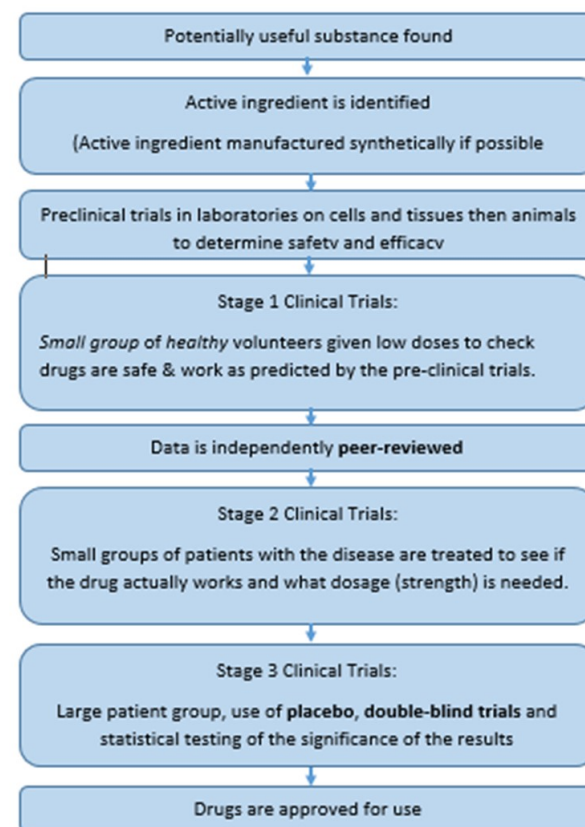 Potentially useful substance found
Active ingredient is identified
(Active ingredient manufactured synthetically if possible
Preclinical trials in laboratories on cells and tissues then animals
to determine safety and efficacy
Stage 1 Clinical Trials:
Small group of healthy volunteers given low doses to check
drugs are safe & work as predicted by the pre-clinical trials.
Data is independently peer-reviewed
Stage 2 Clinical Trials:
Small groups of patients with the disease are treated to see if
the drug actually works and what dosage (strength) is needed.
Stage 3 Clinical Trials:
Large patient group, use of placebo, double-blind trials and
statistical testing of the significance of the results
Drugs are approved for use